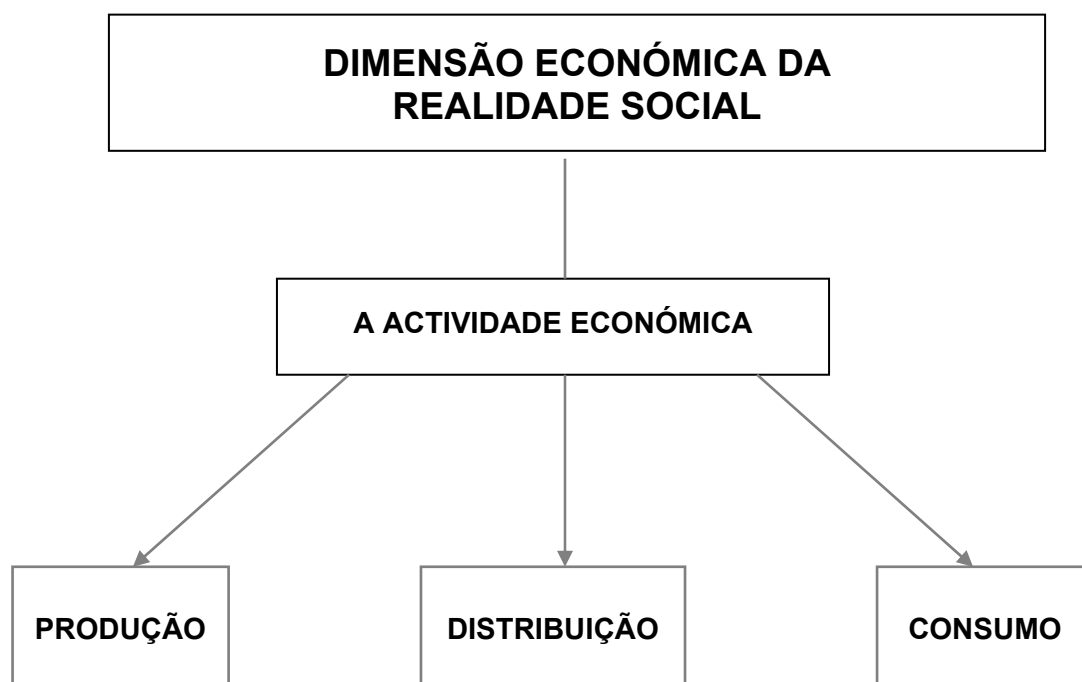 DIMENSÃO ECONÓMICA DA
REALIDADE SOCIAL
A ACTIVIDADE ECONÓMICA
PRODUÇÃO
DISTRIBUIÇÃO
CONSUMO